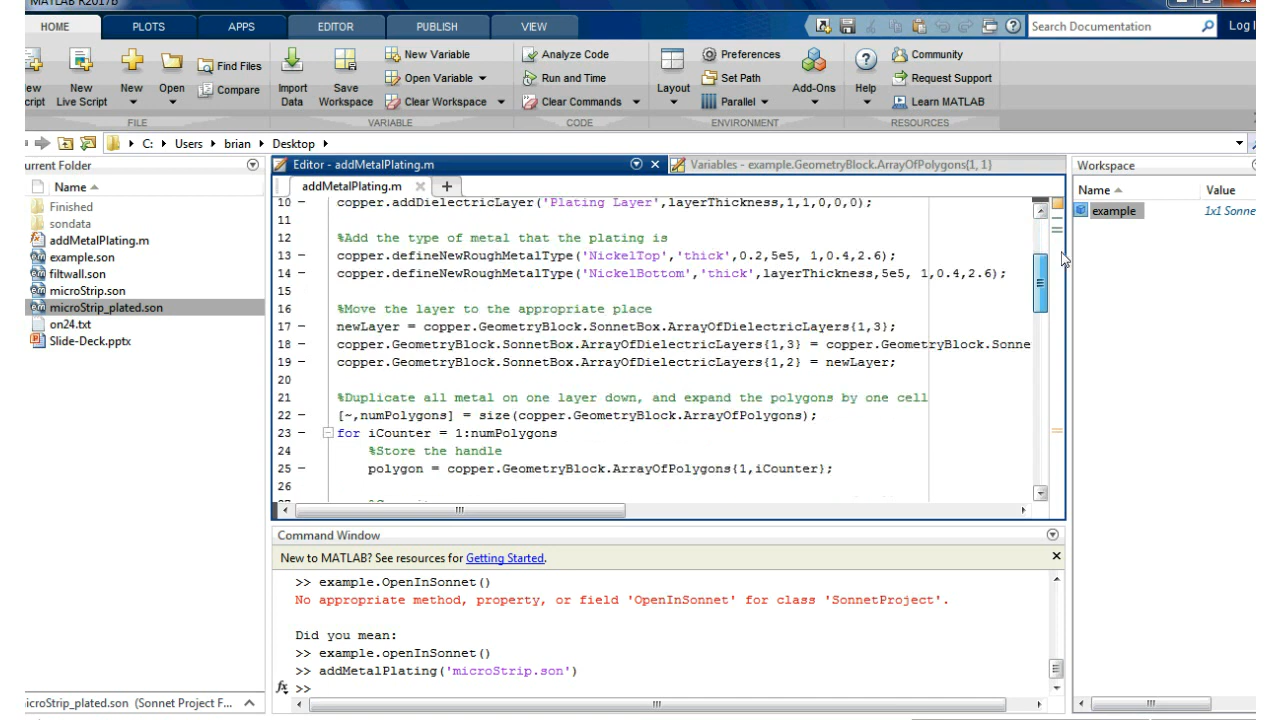 MATLAB R2017b
HOME PLOTS APPS EDITOR PUBLISH VIEW Search Documentation Log I
New Variable Analyze Code Preferences Community
Find Files Open Variable Run and Time Set Path Request Support
ew New New Open Compare Import Save Clear Workspace Clear Commands Layout Parallel Add-Ons Help Learn MATLAB
cript Live Script Data Workspace
FILE VARIABLE CODE ENVIRONMENT RESOURCES
C: Users brian Desktop
urrent Folder
Name
Finished
sondata
addMetalPlating.m
example.son
filtwall.son
microStrip.son
microStrip_plated.son
on24.txt
Slide-Deck.pptx
icroStrip_plated.son (Sonnet Project F...
Editor - addMetalPlating.m Variables - example.GeometryBlock.ArrayOfPolygons{1, 1}
addMetalPlating.m
10 – copper.addDielectricLayer('Plating Layer',layerThickness,1,1,0,0,0);
11
12 %Add the type of metal that the plating is
13 – copper.defineNewRoughMetalType('NickelTop','thick',0.2,5e5, 1,0.4,2.6);
14 – copper.defineNewRoughMetalType('NickelBottom','thick',layerThickness,5e5, 1,0.4,2.6);
15
16 %Move the layer to the appropriate place
17 – newLayer = copper.GeometryBlock.SonnetBox.ArrayOfDielectricLayers{1,3};
18 – copper.GeometryBlock.SonnetBox.ArrayOfDielectricLayers{1,3} = copper.GeometryBlock.Sonne
19 – copper.GeometryBlock.SonnetBox.ArrayOfDielectricLayers{1,2} = newLayer;
20
21 %Duplicate all metal on one layer down, and expand the polygons by one cell
22 – [~,numPolygons] = size(copper.GeometryBlock.ArrayOfPolygons);
23 – for iCounter = 1:numPolygons
24 %Store the handle
25 – polygon = copper.GeometryBlock.ArrayOfPolygons{1,iCounter};
26
Command Window
New to MATLAB? See resources for Getting Started.
>> example.OpenInSonnet()
No appropriate method, property, or field 'OpenInSonnet' for class 'SonnetProject'.
Did you mean:
>> example.openInSonnet()
>> addMetalPlating('microStrip.son')
fx >>
Workspace
Name Value
example 1x1 Sonne